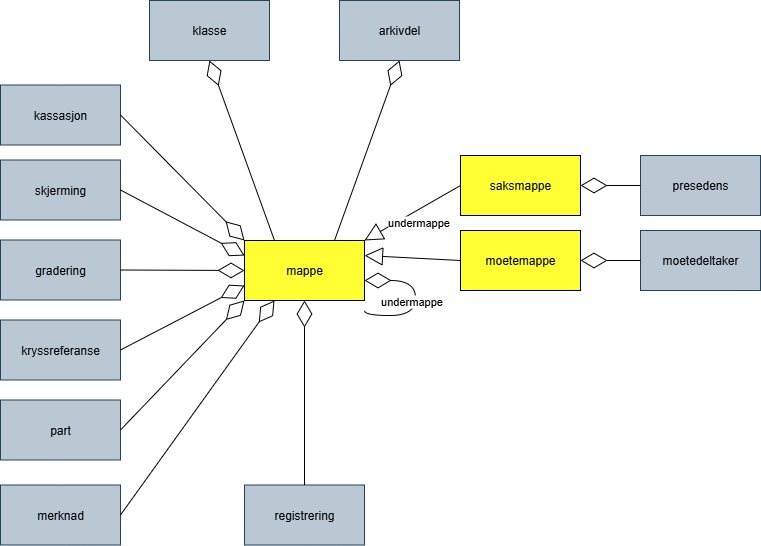 klasse
arkivdel
kassasjon
skjerming
saksmappe
presedens
undermappe
gradering
mappe
moetemappe
moetedeltaker
undermappe
kryssreferanse
part
merknad
registrering